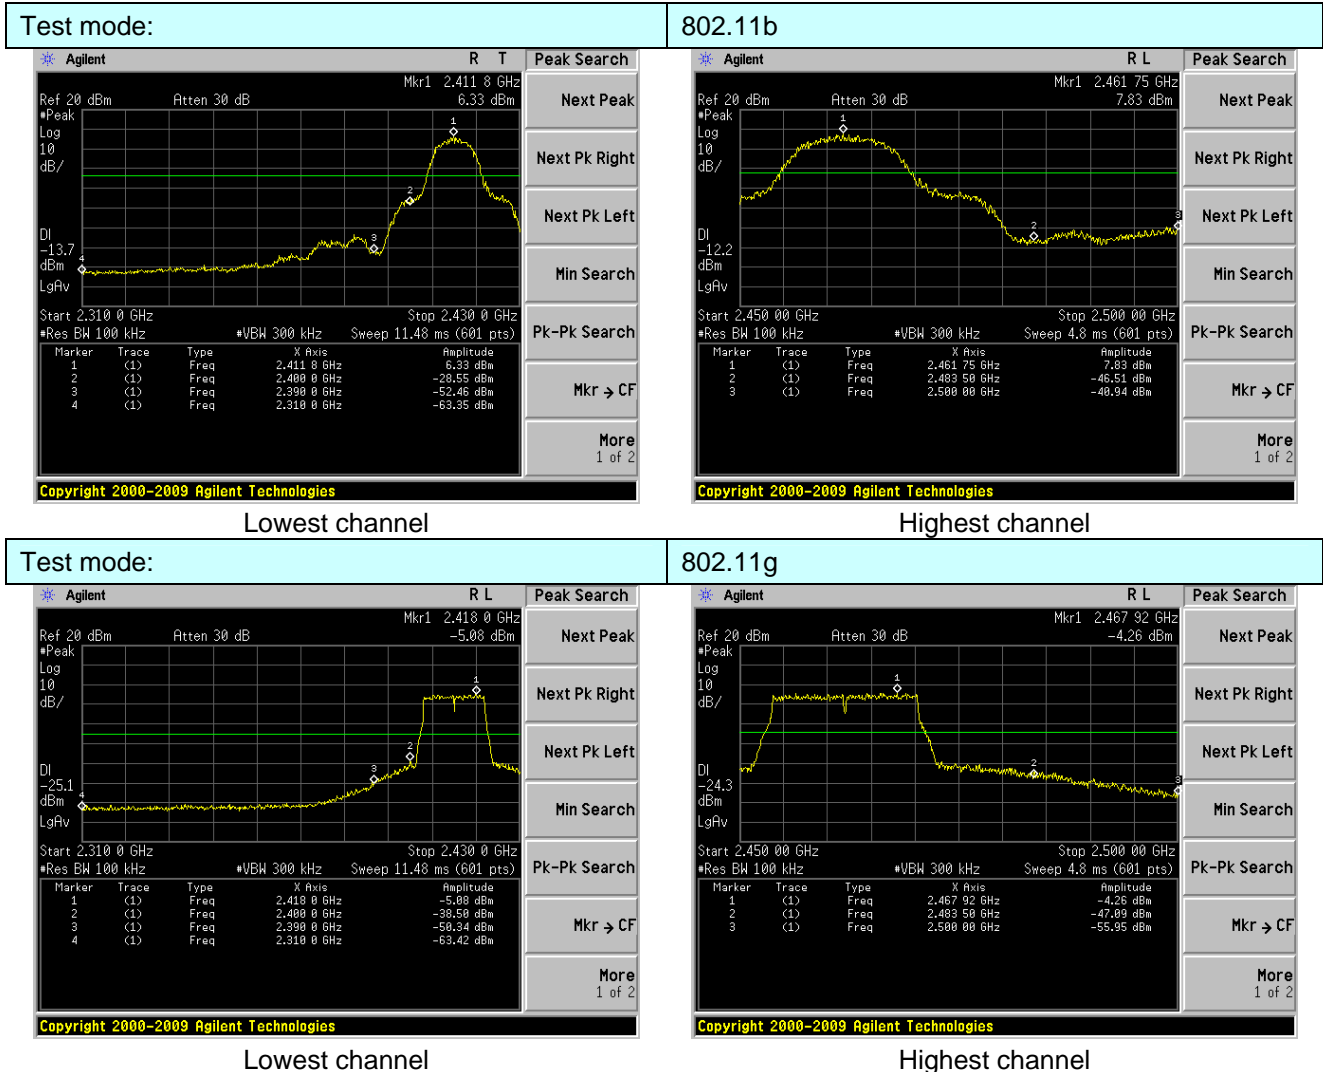 Test mode:
802.11b
Agilent
R T
Peak Search
Mkr1 2.411 8 GHz
Ref 20 dBm
Atten 30 dB
6.33 dBm
#Peak
Log
10
dB/
1
2
3
4
DI
-13.7
dBm
LgAv
Start 2.310 0 GHz
Stop 2.430 0 GHz
#Res BW 100 kHz
#VBW 300 kHz
Sweep 11.48 ms (601 pts)
Marker Trace Type X Axis Amplitude
1 (1) Freq 2.411 8 GHz 6.33 dBm
2 (1) Freq 2.400 0 GHz -28.55 dBm
3 (1) Freq 2.390 0 GHz -52.46 dBm
4 (1) Freq 2.310 0 GHz -63.35 dBm
Next Peak
Next Pk Right
Next Pk Left
Min Search
Pk-Pk Search
Mkr → CF
More
1 of 2
Copyright 2000-2009 Agilent Technologies
Lowest channel
Agilent
R L
Peak Search
Mkr1 2.461 75 GHz
Ref 20 dBm
Atten 30 dB
7.83 dBm
#Peak
Log
10
dB/
1
2
3
DI
-12.2
dBm
LgAv
Start 2.450 00 GHz
Stop 2.500 00 GHz
#Res BW 100 kHz
#VBW 300 kHz
Sweep 4.8 ms (601 pts)
Marker Trace Type X Axis Amplitude
1 (1) Freq 2.461 75 GHz 7.83 dBm
2 (1) Freq 2.483 50 GHz -46.51 dBm
3 (1) Freq 2.500 00 GHz -40.94 dBm
Next Peak
Next Pk Right
Next Pk Left
Min Search
Pk-Pk Search
Mkr → CF
More
1 of 2
Copyright 2000-2009 Agilent Technologies
Highest channel
Test mode:
802.11g
Agilent
R L
Peak Search
Mkr1 2.418 0 GHz
Ref 20 dBm
Atten 30 dB
-5.08 dBm
#Peak
Log
10
dB/
1
2
3
4
DI
-25.1
dBm
LgAv
Start 2.310 0 GHz
Stop 2.430 0 GHz
#Res BW 100 kHz
#VBW 300 kHz
Sweep 11.48 ms (601 pts)
Marker Trace Type X Axis Amplitude
1 (1) Freq 2.418 0 GHz -5.08 dBm
2 (1) Freq 2.400 0 GHz -38.50 dBm
3 (1) Freq 2.390 0 GHz -50.34 dBm
4 (1) Freq 2.310 0 GHz -63.42 dBm
Next Peak
Next Pk Right
Next Pk Left
Min Search
Pk-Pk Search
Mkr → CF
More
1 of 2
Copyright 2000-2009 Agilent Technologies
Lowest channel
Agilent
R L
Peak Search
Mkr1 2.467 92 GHz
Ref 20 dBm
Atten 30 dB
-4.26 dBm
#Peak
Log
10
dB/
1
2
3
DI
-24.3
dBm
LgAv
Start 2.450 00 GHz
Stop 2.500 00 GHz
#Res BW 100 kHz
#VBW 300 kHz
Sweep 4.8 ms (601 pts)
Marker Trace Type X Axis Amplitude
1 (1) Freq 2.467 92 GHz -4.26 dBm
2 (1) Freq 2.483 50 GHz -47.09 dBm
3 (1) Freq 2.500 00 GHz -55.95 dBm
Next Peak
Next Pk Right
Next Pk Left
Min Search
Pk-Pk Search
Mkr → CF
More
1 of 2
Copyright 2000-2009 Agilent Technologies
Highest channel